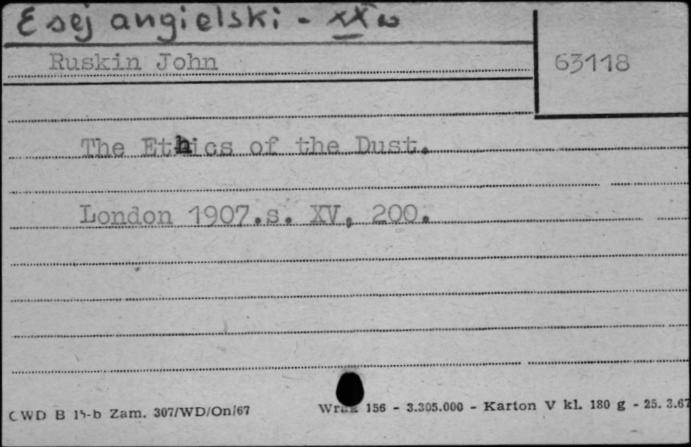 Esej angielski - XX w
Ruskin John
63118
The Ethics of the Dust.
London 1907.s. XV, 200.
CWD B 15-b Zam. 307/WD/On/67 156 - 3.305.000 - Karton V kl. 180 g - 25. 3.67